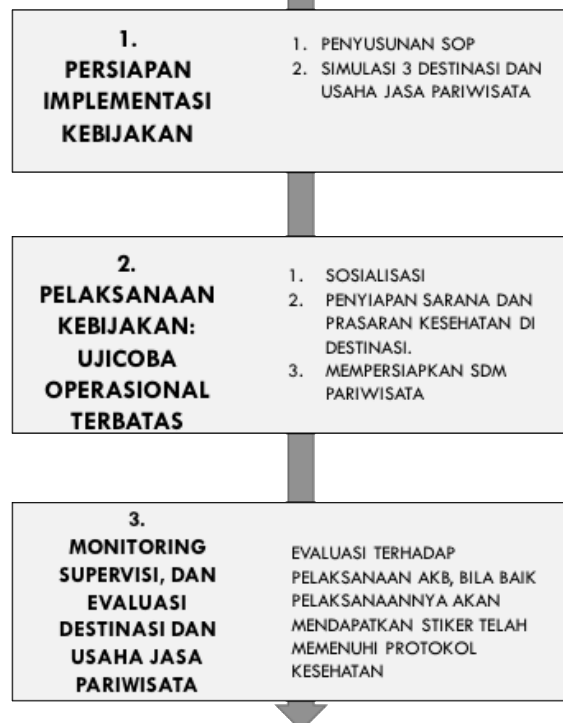 1.
PERSIAPAN
IMPLEMENTASI
KEBIJAKAN
1. PENYUSUNAN SOP
2. SIMULASI 3 DESTINASI DAN
USAHA JASA PARIWISATA
2.
PELAKSANAAN
KEBIJAKAN:
UJICOBA
OPERASIONAL
TERBATAS
1. SOSIALISASI
2. PENYIAPAN SARANA DAN
PRASARAN KESEHATAN DI
DESTINASI.
3. MEMPERSIAPKAN SDM
PARIWISATA
3.
MONITORING
SUPERVISI, DAN
EVALUASI
DESTINASI DAN
USAHA JASA
PARIWISATA
EVALUASI TERHADAP
PELAKSANAAN AKB, BILA BAIK
PELAKSANAANNYA AKAN
MENDAPATKAN STIKER TELAH
MEMENUHI PROTOKOL
KESEHATAN